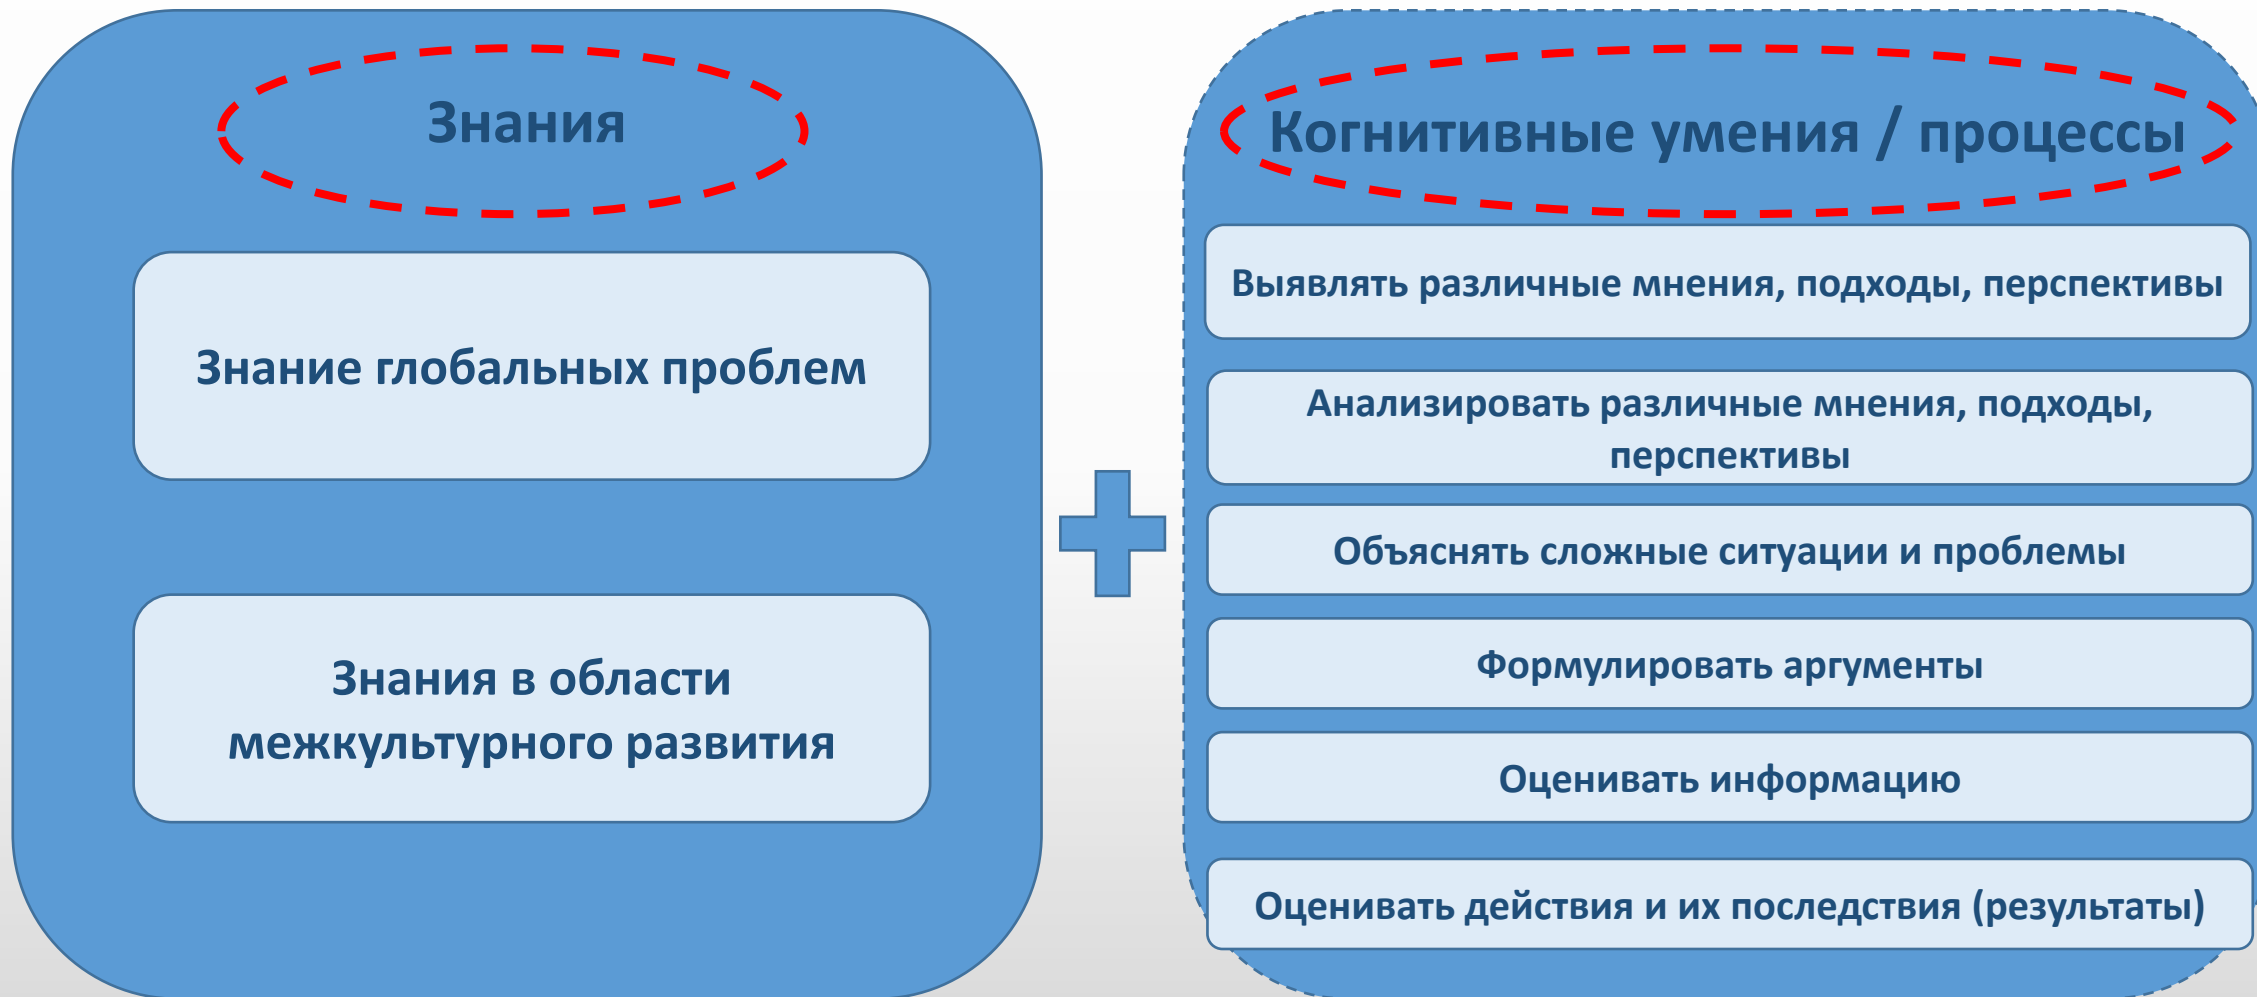 Знания
Знание глобальных проблем
Знания в области
межкультурного развития
Когнитивные умения / процессы
Выявлять различные мнения, подходы, перспективы
Анализировать различные мнения, подходы,
перспективы
Объяснять сложные ситуации и проблемы
Формулировать аргументы
Оценивать информацию
Оценивать действия и их последствия (результаты)